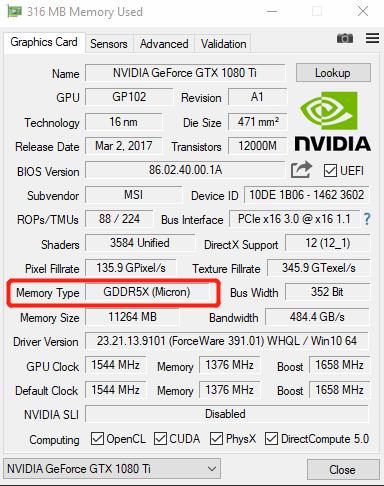 316 MB Memory Used
Graphics Card Sensors Advanced Validation
Name NVIDIA GeForce GTX 1080 Ti Lookup
GPU GP102 Revision A1
Technology 16 nm Die Size 471 mm²
Release Date Mar 2, 2017 Transistors 12000M
NVIDIA
BIOS Version 86.02.40.00.1A UEFI
Subvendor MSI Device ID 10DE 1B06 - 1462 3602
ROPs/TMUs 88 / 224 Bus Interface PCIe x16 3.0 @ x16 1.1 ?
Shaders 3584 Unified DirectX Support 12 (12_1)
Pixel Fillrate 135.9 GPixel/s Texture Fillrate 345.9 GTexel/s
Memory Type GDDR5X (Micron) Bus Width 352 Bit
Memory Size 11264 MB Bandwidth 484.4 GB/s
Driver Version 23.21.13.9101 (ForceWare 391.01) WHQL / Win10 64
GPU Clock 1544 MHz Memory 1376 MHz Boost 1658 MHz
Default Clock 1544 MHz Memory 1376 MHz Boost 1658 MHz
NVIDIA SLI Disabled
Computing OpenCL CUDA PhysX DirectCompute 5.0
NVIDIA GeForce GTX 1080 Ti Close